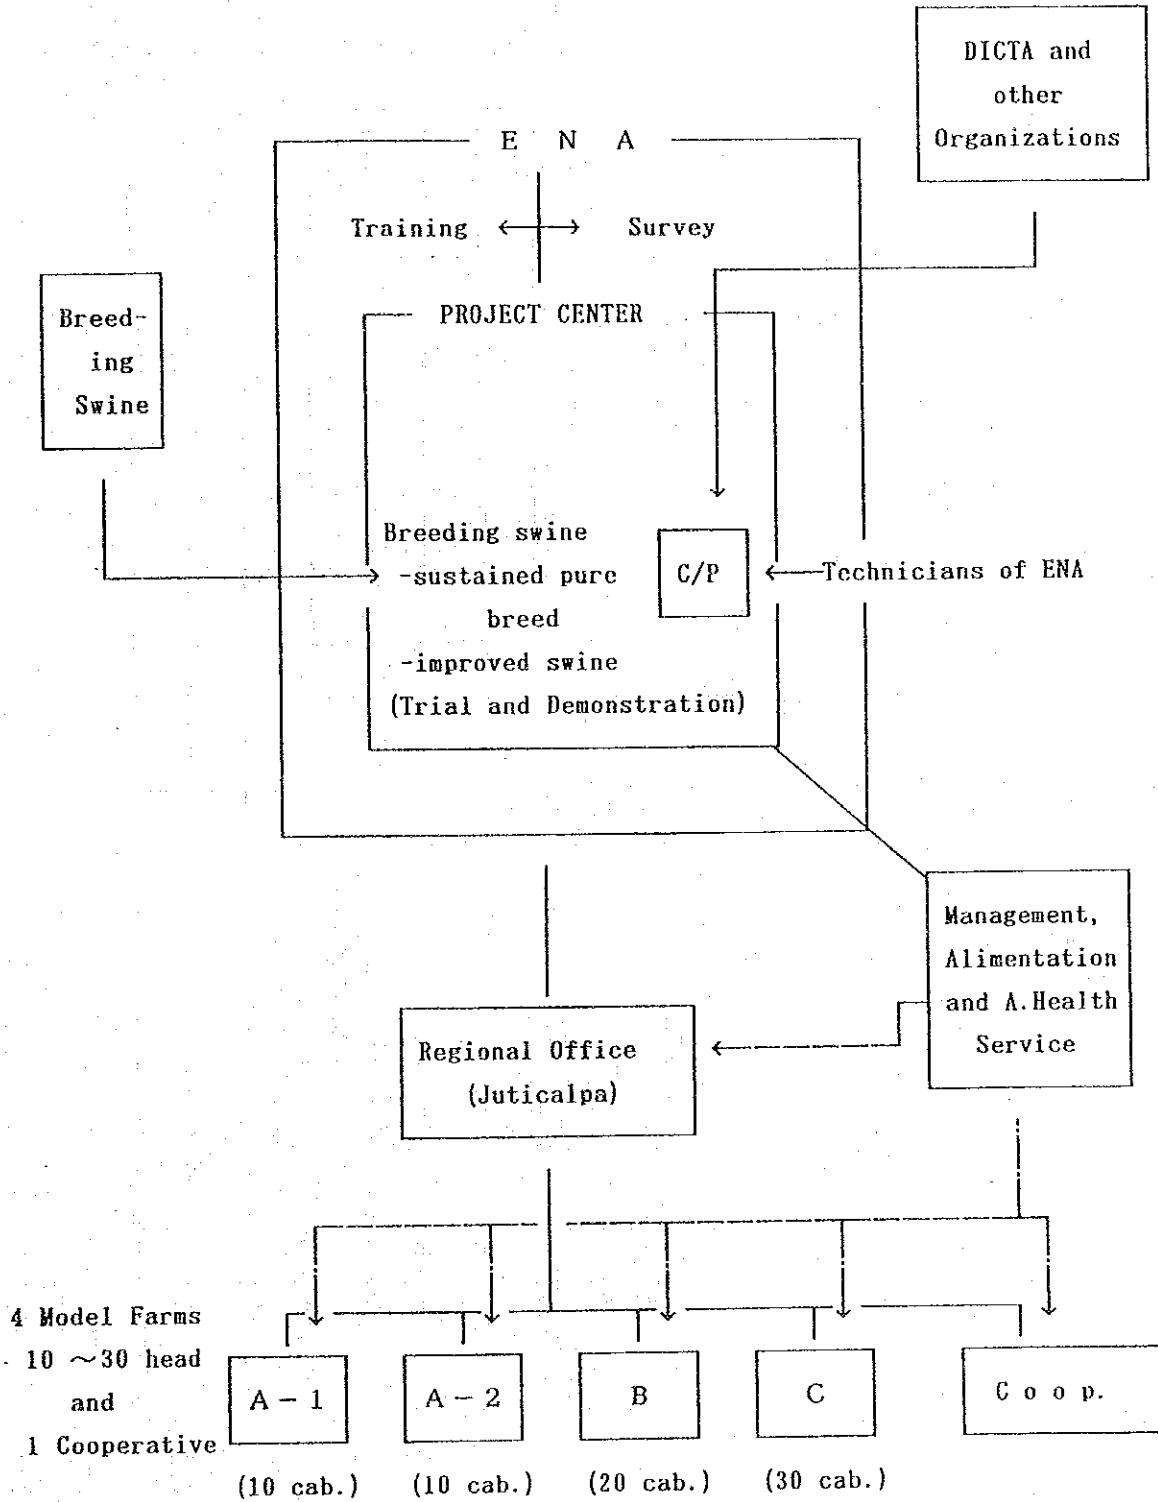 DICTA and
other
Organizations
E N A
Training
Survey
Breed-
ing
Swine
PROJECT CENTER
Breeding swine
-sustained pure
breed
-improved swine
(Trial and Demonstration)
C/P
Technicians of ENA
Management,
Alimentation
and A.Health
Service
Regional Office
(Juticalpa)
4 Model Farms
10 ~30 head
and
1 Cooperative
A-1
A-2
B
C
Coop.
(10 cab.)
(10 cab.)
(20 cab.)
(30 cab.)